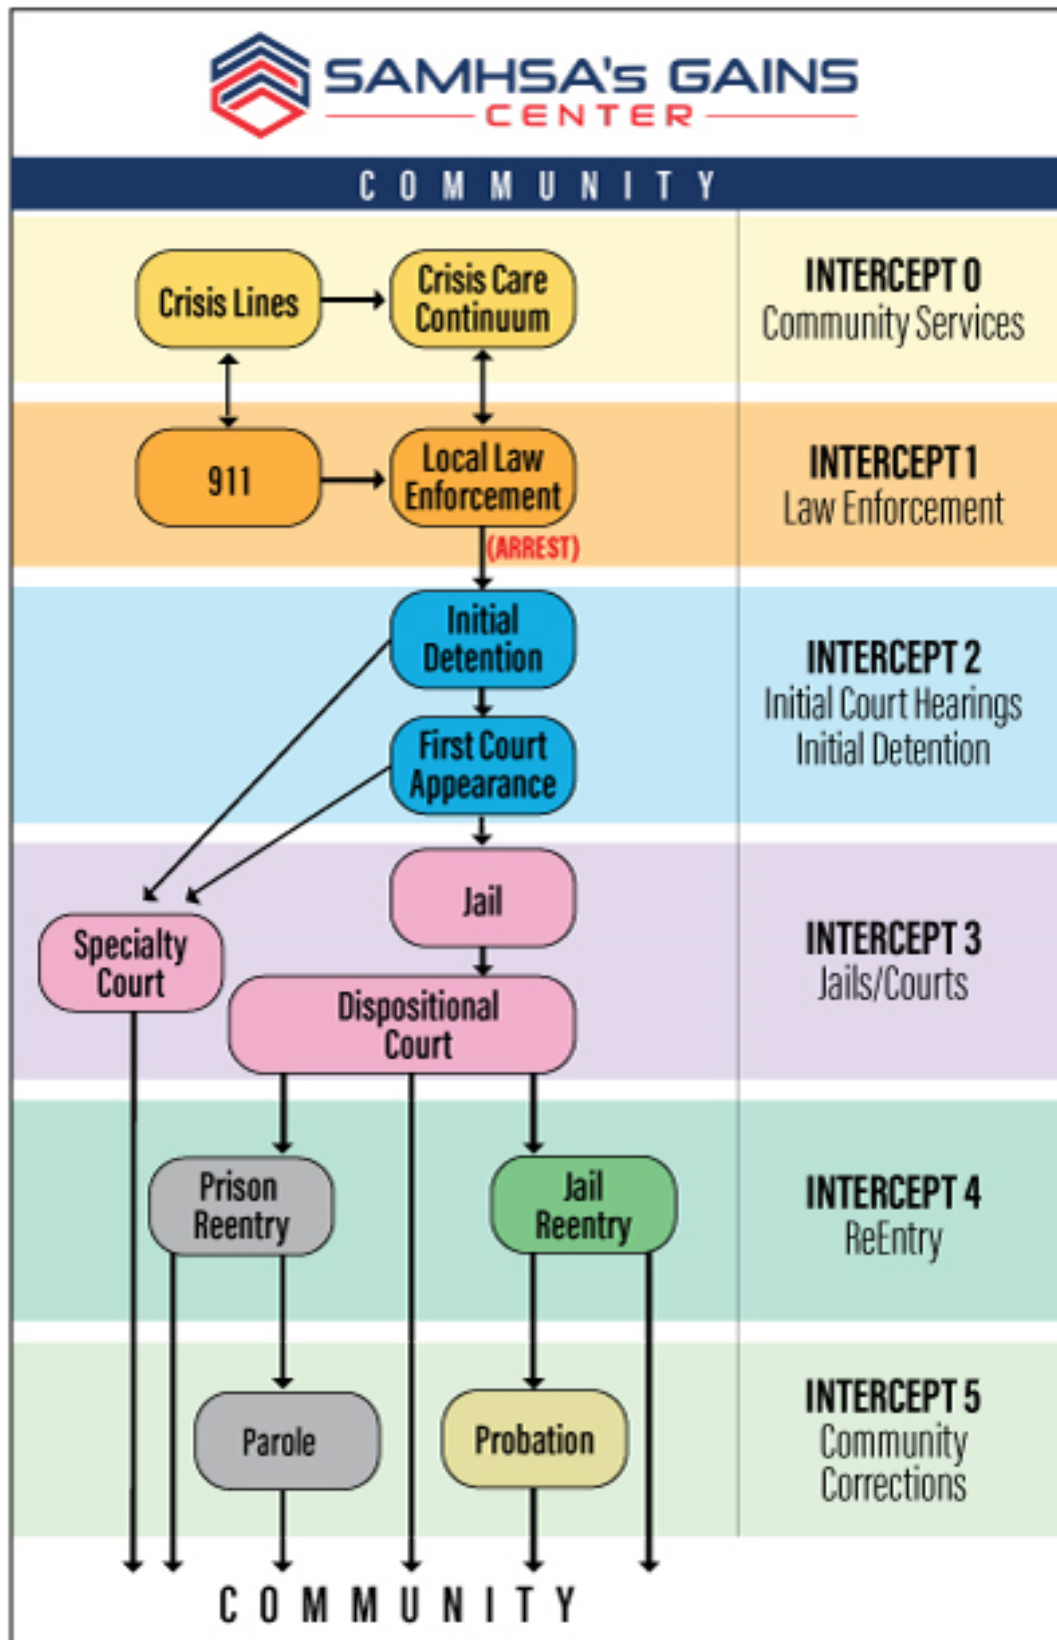 SAMHSA's GAINS
CENTER
COMMUNITY
Crisis Lines
Crisis Care
Continuum
INTERCEPT 0
Community Services
911
Local Law
Enforcement
(ARREST)
INTERCEPT 1
Law Enforcement
Initial
Detention
First Court
Appearance
INTERCEPT 2
Initial Court Hearings
Initial Detention
Jail
Specialty
Court
Dispositional
Court
INTERCEPT 3
Jails/Courts
Prison
Reentry
Jail
Reentry
INTERCEPT 4
ReEntry
Parole
Probation
INTERCEPT 5
Community
Corrections
COMMUNITY